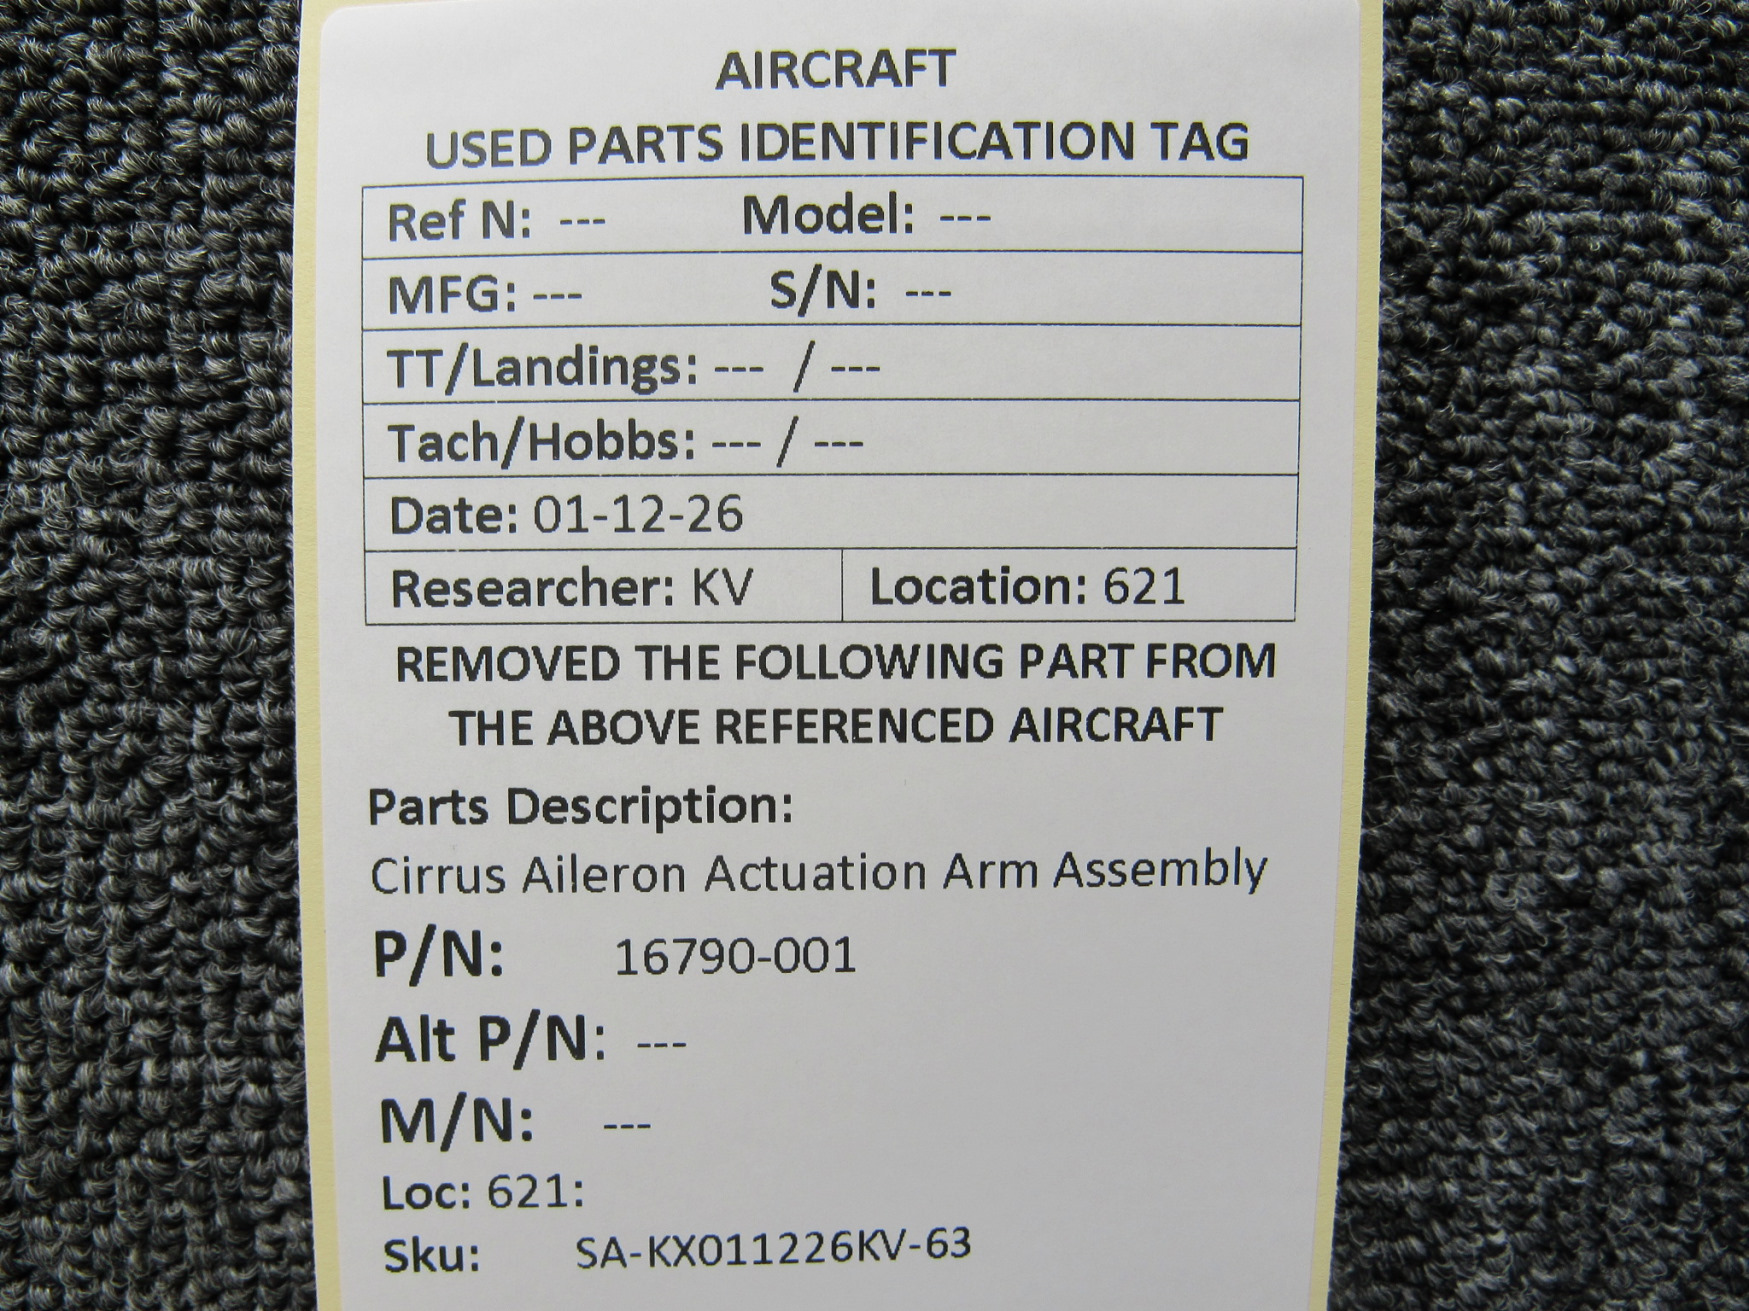 AIRCRAFT
USED PARTS IDENTIFICATION TAG
Ref N: --- Model: ---
MFG: --- S/N: ---
TT/Landings: --- / ---
Tach/Hobbs: --- / ---
Date: 01-12-26
Researcher: KV Location: 621
REMOVED THE FOLLOWING PART FROM
THE ABOVE REFERENCED AIRCRAFT
Parts Description:
Cirrus Aileron Actuation Arm Assembly
P/N: 16790-001
Alt P/N: ---
M/N: ---
Loc: 621:
Sku: SA-KX011226KV-63